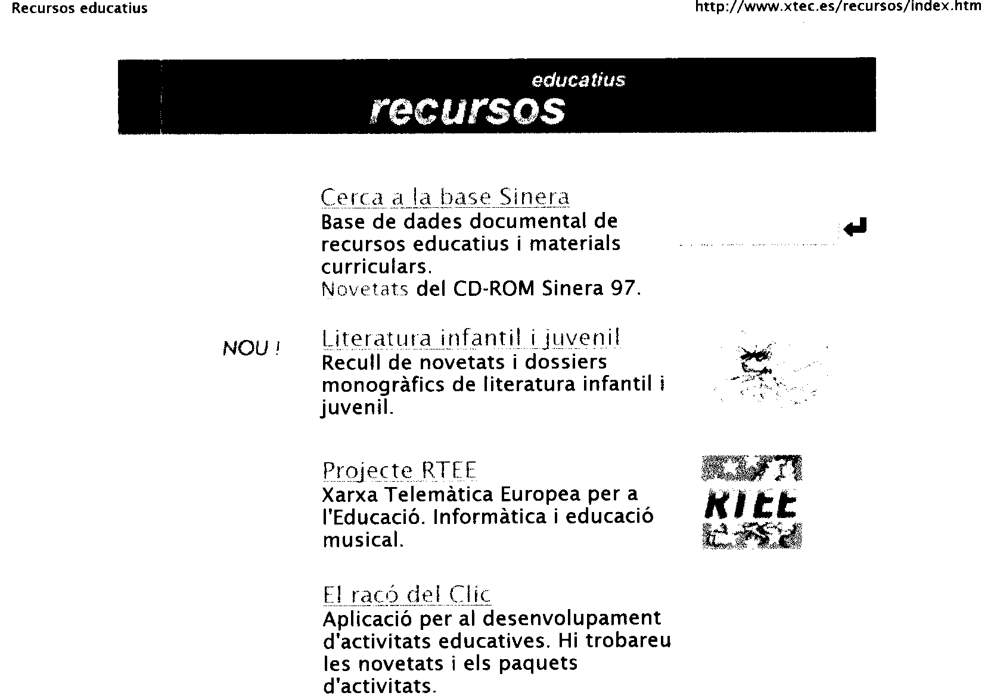 Recursos educatius
http://www.xtec.es/recursos/index.htm
educatius
recursos
Cerca a la base Sinera
Base de dades documental de
recursos educatius i materials
curriculars.
Novetats del CD-ROM Sinera 97.
NOU !
Literatura infantil i juvenil
Recull de novetats i dossiers
monogràfics de literatura infantil i
juvenil.
Projecte RTEE
Xarxa Telemàtica Europea per a
l'Educació. Informàtica i educació
musical.
RTEE
El racó del Clic
Aplicació per al desenvolupament
d'activitats educatives. Hi trobareu
les novetats i els paquets
d'activitats.